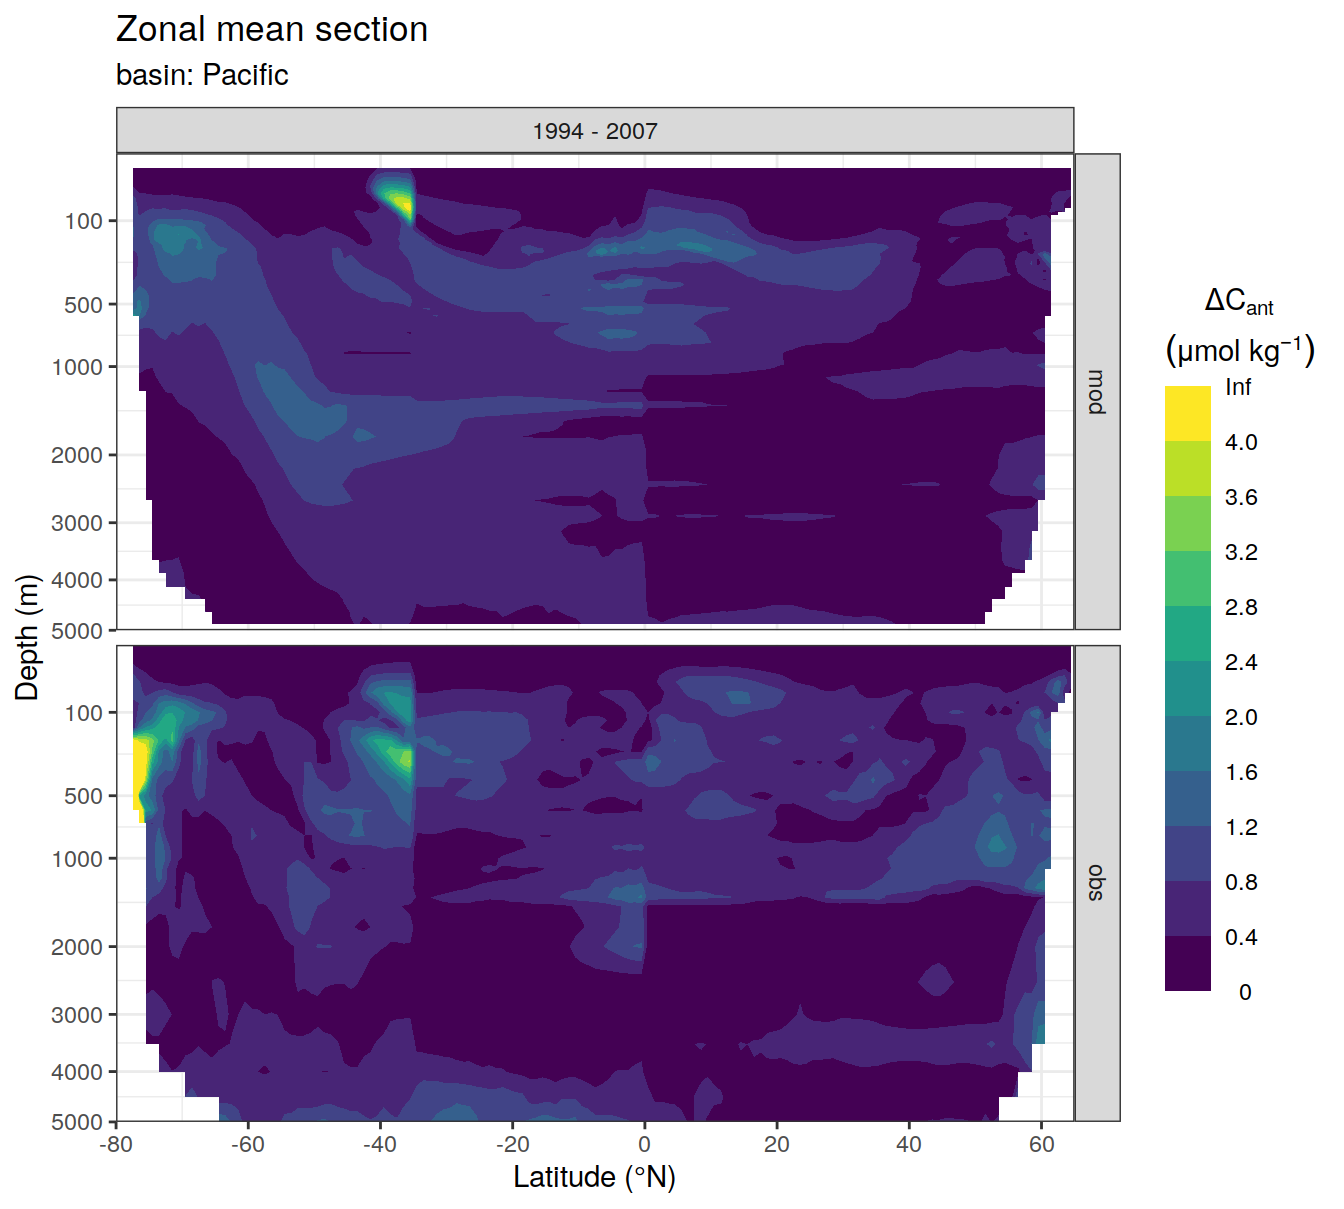 Zonal mean section
basin: Pacific
1994 - 2007
100
500
1000
2000
3000
4000
5000
mod
100
500
1000
2000
3000
4000
5000
obs
Depth (m)
-80 -60 -40 -20 0 20 40 60
Latitude (°N)
ΔCant
(μmol kg⁻¹)
Inf
4.0
3.6
3.2
2.8
2.4
2.0
1.6
1.2
0.8
0.4
0